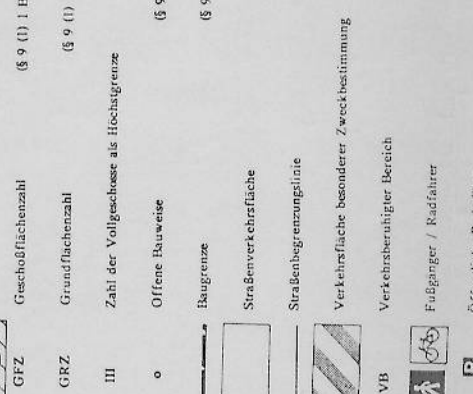 GFZ Geschoßflächenzahl (§ 9 (1) 1 B
GRZ Grundflächenzahl (§ 9 (1)
III Zahl der Vollgeschosse als Höchstgrenze
o Offene Bauweise (§ 9
Baugrenze (§ 9
Straßenverkehrsfläche
Straßenbegrenzungslinie
Verkehrsfläche besonderer Zweckbestimmung
VB Verkehrsberuhigter Bereich
Fußgänger / Radfahrer
P